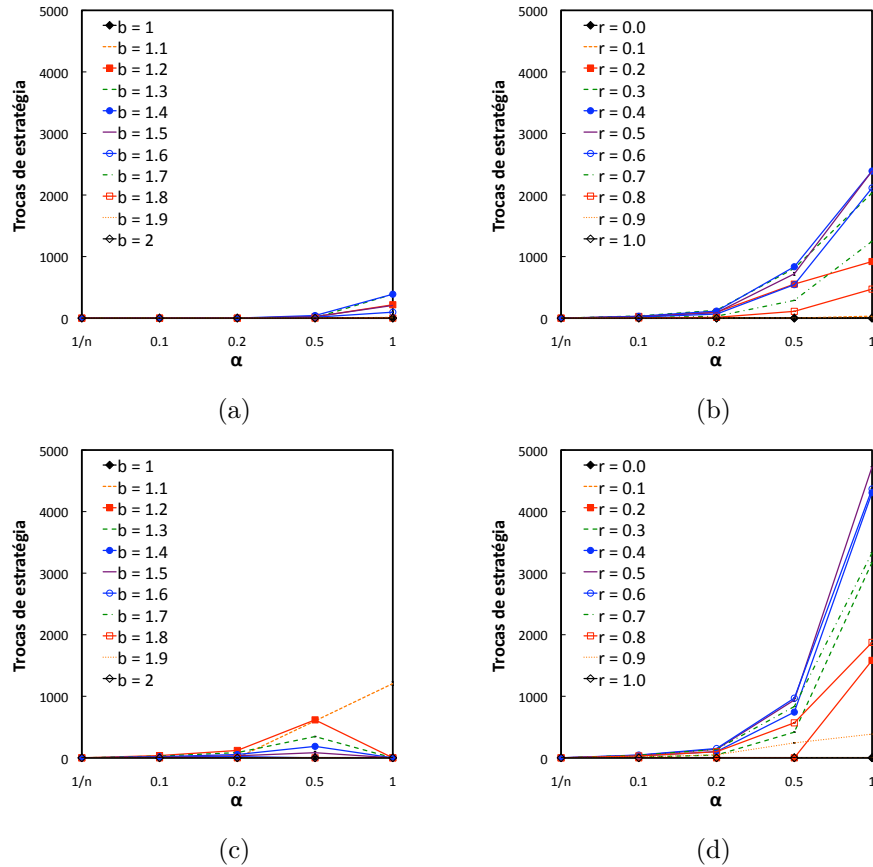 5000
4000
3000
2000
1000
0
Trocas de estratégia
b = 1
b = 1.1
b = 1.2
b = 1.3
b = 1.4
b = 1.5
b = 1.6
b = 1.7
b = 1.8
b = 1.9
b = 2
1/n 0.1 0.2 0.5 1
α
(a)
5000
4000
3000
2000
1000
0
Trocas de estratégia
r = 0.0
r = 0.1
r = 0.2
r = 0.3
r = 0.4
r = 0.5
r = 0.6
r = 0.7
r = 0.8
r = 0.9
r = 1.0
1/n 0.1 0.2 0.5 1
α
(b)
5000
4000
3000
2000
1000
0
Trocas de estratégia
b = 1
b = 1.1
b = 1.2
b = 1.3
b = 1.4
b = 1.5
b = 1.6
b = 1.7
b = 1.8
b = 1.9
b = 2
1/n 0.1 0.2 0.5 1
α
(c)
5000
4000
3000
2000
1000
0
Trocas de estratégia
r = 0.0
r = 0.1
r = 0.2
r = 0.3
r = 0.4
r = 0.5
r = 0.6
r = 0.7
r = 0.8
r = 0.9
r = 1.0
1/n 0.1 0.2 0.5 1
α
(d)